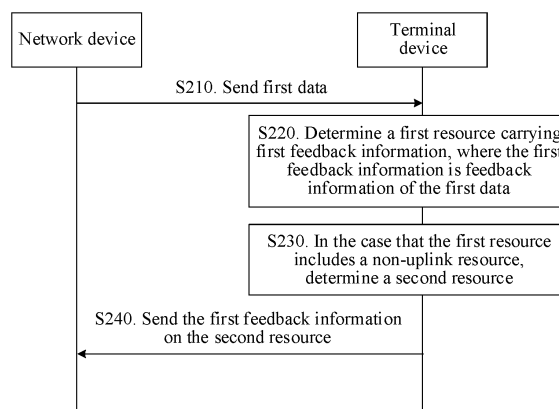 Network device
Terminal
device
S210. Send first data
S220. Determine a first resource carrying
first feedback information, where the first
feedback information is feedback
information of the first data
S230. In the case that the first resource
includes a non-uplink resource,
determine a second resource
S240. Send the first feedback information
on the second resource